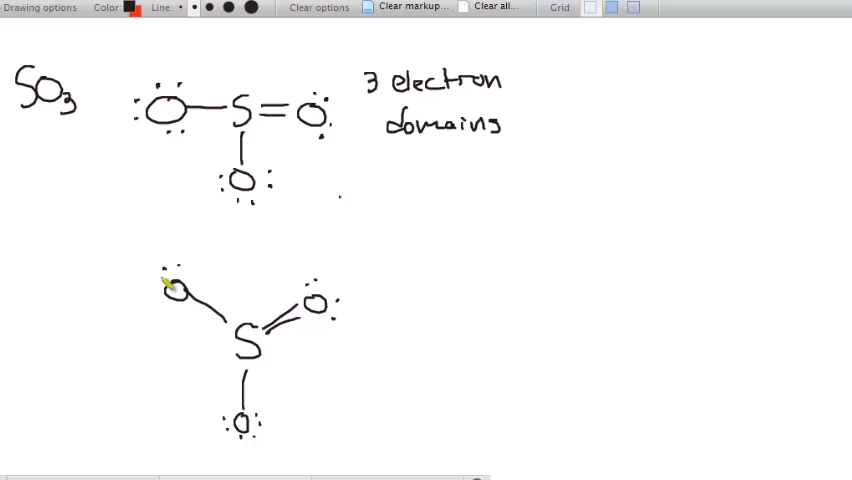 Drawing options Color: Line: Clear options Clear markup... Clear all... Grid:
SO3
O S O
O
3 electron
domains
O O
S
O